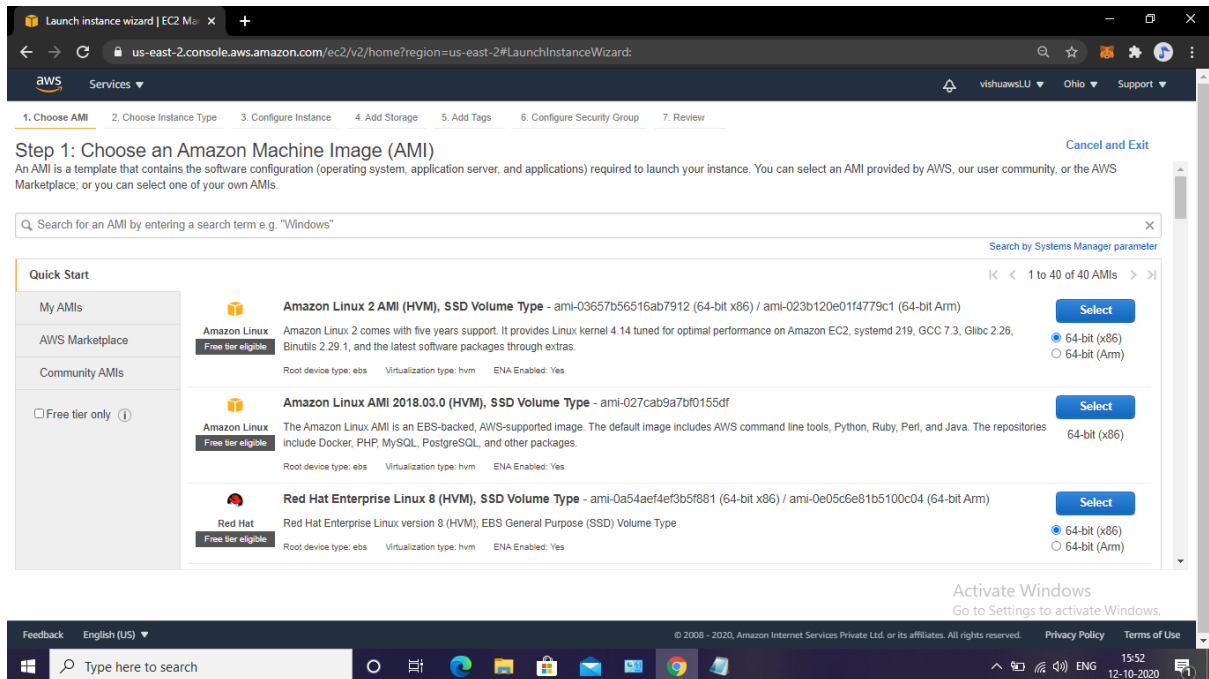 Launch instance wizard | EC2 Ma
us-east-2.console.aws.amazon.com/ec2/v2/home?region=us-east-2#LaunchInstanceWizard:
aws Services vishuawsLU Ohio Support
1. Choose AMI 2. Choose Instance Type 3. Configure Instance 4. Add Storage 5. Add Tags 6. Configure Security Group 7. Review
Step 1: Choose an Amazon Machine Image (AMI)
Cancel and Exit
An AMI is a template that contains the software configuration (operating system, application server, and applications) required to launch your instance. You can select an AMI provided by AWS, our user community, or the AWS
Marketplace; or you can select one of your own AMIs.
Search for an AMI by entering a search term e.g. "Windows"
Search by Systems Manager parameter
Quick Start
1 to 40 of 40 AMIs
My AMIs
AWS Marketplace
Community AMIs
Free tier only
Amazon Linux
Free tier eligible
Amazon Linux 2 AMI (HVM), SSD Volume Type - ami-03657b56516ab7912 (64-bit x86) / ami-023b120e01f4779c1 (64-bit Arm)
Amazon Linux 2 comes with five years support. It provides Linux kernel 4.14 tuned for optimal performance on Amazon EC2, systemd 219, GCC 7.3, Glibc 2.26,
Binutils 2.29.1, and the latest software packages through extras.
Root device type: ebs Virtualization type: hvm ENA Enabled: Yes
Select
64-bit (x86)
64-bit (Arm)
Amazon Linux
Free tier eligible
Amazon Linux AMI 2018.03.0 (HVM), SSD Volume Type - ami-027cab9a7bf0155df
The Amazon Linux AMI is an EBS-backed, AWS-supported image. The default image includes AWS command line tools, Python, Ruby, Perl, and Java. The repositories
include Docker, PHP, MySQL, PostgreSQL, and other packages.
Root device type: ebs Virtualization type: hvm ENA Enabled: Yes
Select
64-bit (x86)
Red Hat
Free tier eligible
Red Hat Enterprise Linux 8 (HVM), SSD Volume Type - ami-0a54aef4ef3b5f881 (64-bit x86) / ami-0e05c6e81b5100c04 (64-bit Arm)
Red Hat Enterprise Linux version 8 (HVM), EBS General Purpose (SSD) Volume Type
Root device type: ebs Virtualization type: hvm ENA Enabled: Yes
Select
64-bit (x86)
64-bit (Arm)
Activate Windows
Go to Settings to activate Windows.
Feedback English (US) © 2008 - 2020, Amazon Internet Services Private Ltd. or its affiliates. All rights reserved. Privacy Policy Terms of Use
Type here to search
ENG
15:52
12-10-2020
1